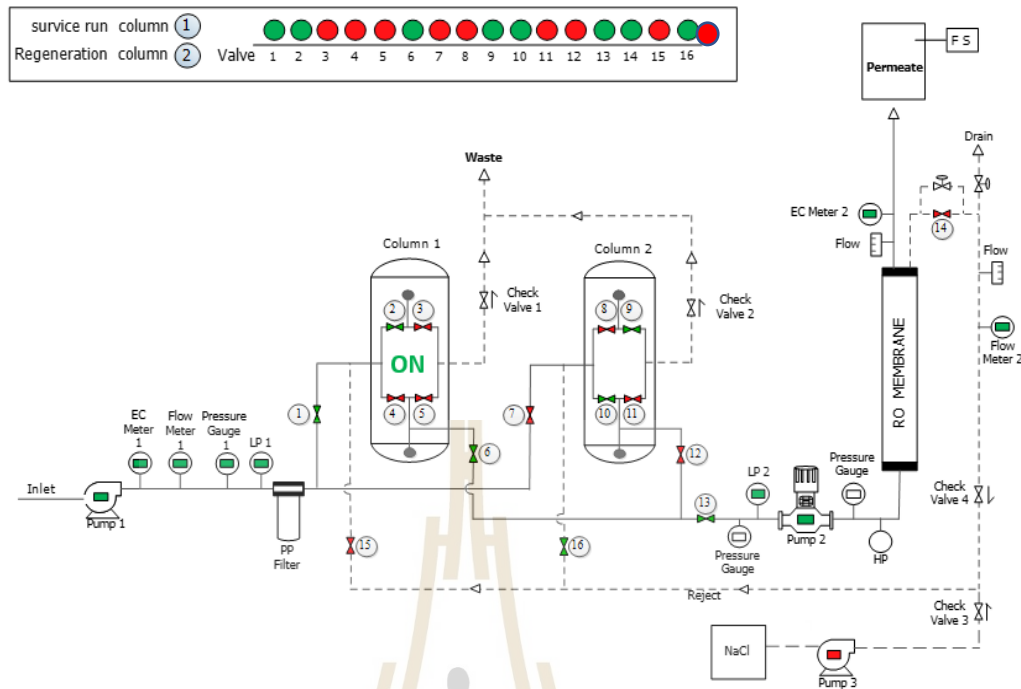 survice run column 1
Regeneration column 2
Valve 1 2 3 4 5 6 7 8 9 10 11 12 13 14 15 16
Permeate
F S
Drain
Waste
EC Meter 2
14
Flow
Flow
Column 1
Column 2
Check
Valve 1
Check
Valve 2
2
3
8
9
Flow
Meter 2
ON
RO MEMBRANE
4
5
10
11
1
7
6
12
EC
Meter
1
Flow
Meter
1
Pressure
Gauge
1
LP 1
LP 2
Pressure
Gauge
Check
Valve 4
Inlet
Pump 1
13
Pump 2
PP
Filter
15
16
Pressure
Gauge
HP
Reject
Check
Valve 3
NaCl
Pump 3